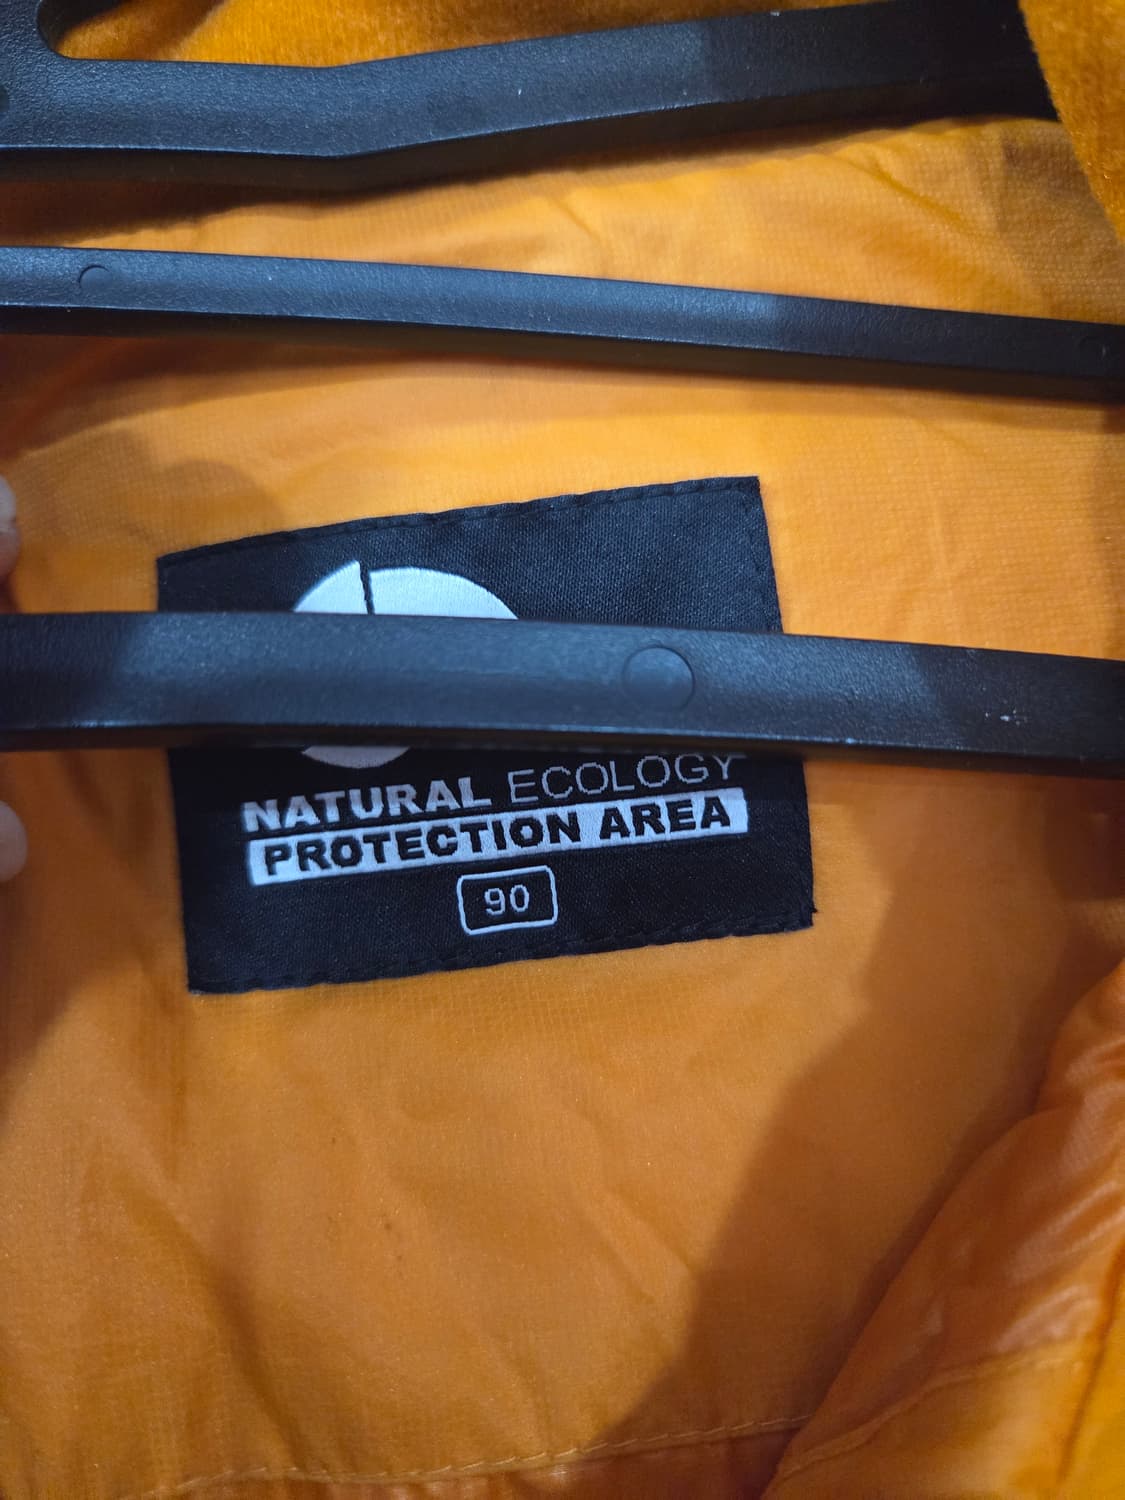 NATURAL ECOLOGY
PROTECTION AREA
90